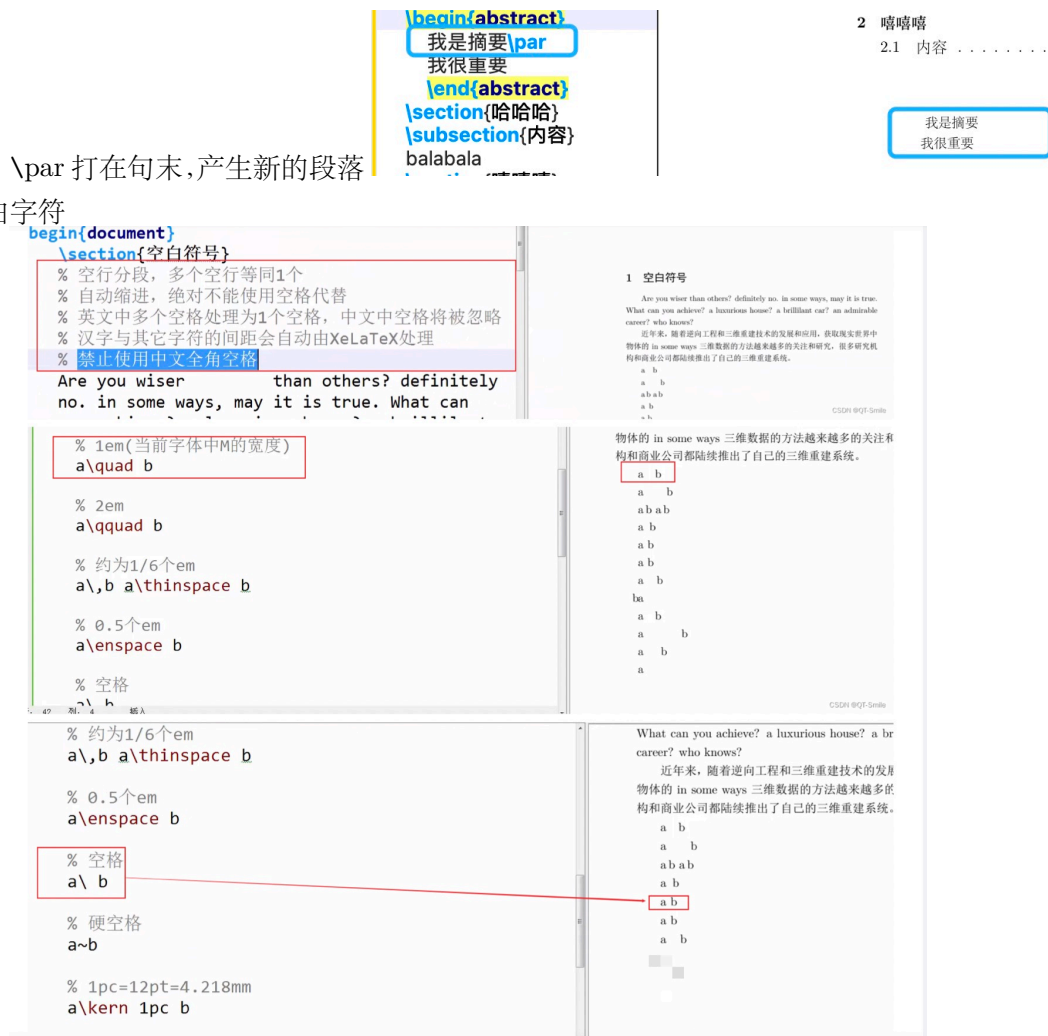 \begin{abstract}
我是摘要\par
我很重要
\end{abstract}
\section{哈哈哈}
\subsection{内容}
balabala
2 嘻嘻嘻
2.1 内容 . . . . . . . .
我是摘要
我很重要
\par 打在句末,产生新的段落
字符
begin{document}
\section{空白符号}
% 空行分段，多个空行等同1个
% 自动缩进，绝对不能使用空格代替
% 英文中多个空格处理为1个空格，中文中空格将被忽略
% 汉字与其它字符的间距会自动由XeLaTeX处理
% 禁止使用中文全角空格
Are you wiser than others? definitely
no. in some ways, may it is true. What can
1 空白符号
Are you wiser than others? definitely no. in some ways, may it is true.
What can you achieve? a luxurious house? a brilliant car? an admirable
career? who knows?
近年来，随着逆向工程和三维重建技术的发展和应用，获取现实世界中
物体的 in some ways 三维数据的方法越来越多的关注和研究，很多研究机
构和商业公司都陆续推出了自己的三维重建系统。
a b
a b
ab ab
a b
CSDN @QT-Smile
% 1em(当前字体中M的宽度)
a\quad b
% 2em
a\qquad b
% 约为1/6个em
a\,b a\thinspace b
% 0.5个em
a\enspace b
% 空格
a\ b
42 列: 4 插入
物体的 in some ways 三维数据的方法越来越多的关注和
构和商业公司都陆续推出了自己的三维重建系统。
a b
a b
ab ab
a b
a b
a b
a b
ba
a b
a b
a b
a
CSDN @QT-Smile
% 约为1/6个em
a\,b a\thinspace b
% 0.5个em
a\enspace b
% 空格
a\ b
% 硬空格
a~b
% 1pc=12pt=4.218mm
a\kern 1pc b
What can you achieve? a luxurious house? a br
career? who knows?
近年来，随着逆向工程和三维重建技术的发展
物体的 in some ways 三维数据的方法越来越多的
构和商业公司都陆续推出了自己的三维重建系统。
a b
a b
ab ab
a b
a b
a b
a b